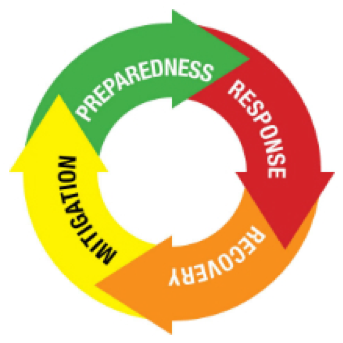 PREPAREDNESS
RESPONSE
RECOVERY
MITIGATION